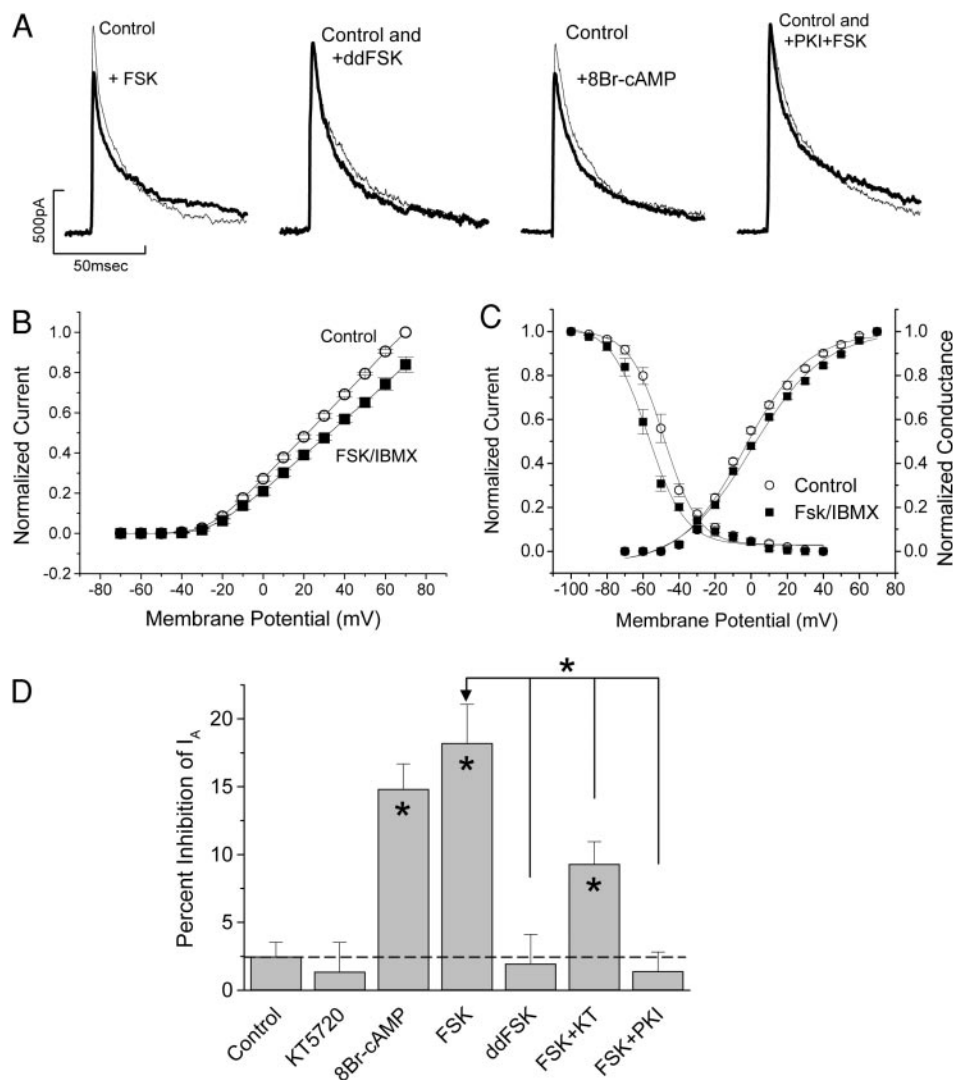 A
Control
+ FSK
Control and
+ddFSK
Control
+8Br-cAMP
Control and
+PKI+FSK
500pA
50msec
B
Normalized Current
1.0
0.8
0.6
0.4
0.2
0.0
-0.2
Control
FSK/IBMX
-80 -60 -40 -20 0 20 40 60 80
Membrane Potential (mV)
C
Normalized Current
1.0
0.8
0.6
0.4
0.2
0.0
Control
Fsk/IBMX
1.0
0.8
0.6
0.4
0.2
0.0
Normalized Conductance
-100 -80 -60 -40 -20 0 20 40 60 80
Membrane Potential (mV)
D
Percent Inhibition of IA
20
15
10
5
0
*
*
*
*
Control
KT5720
8Br-cAMP
FSK
ddFSK
FSK+KT
FSK+PKI